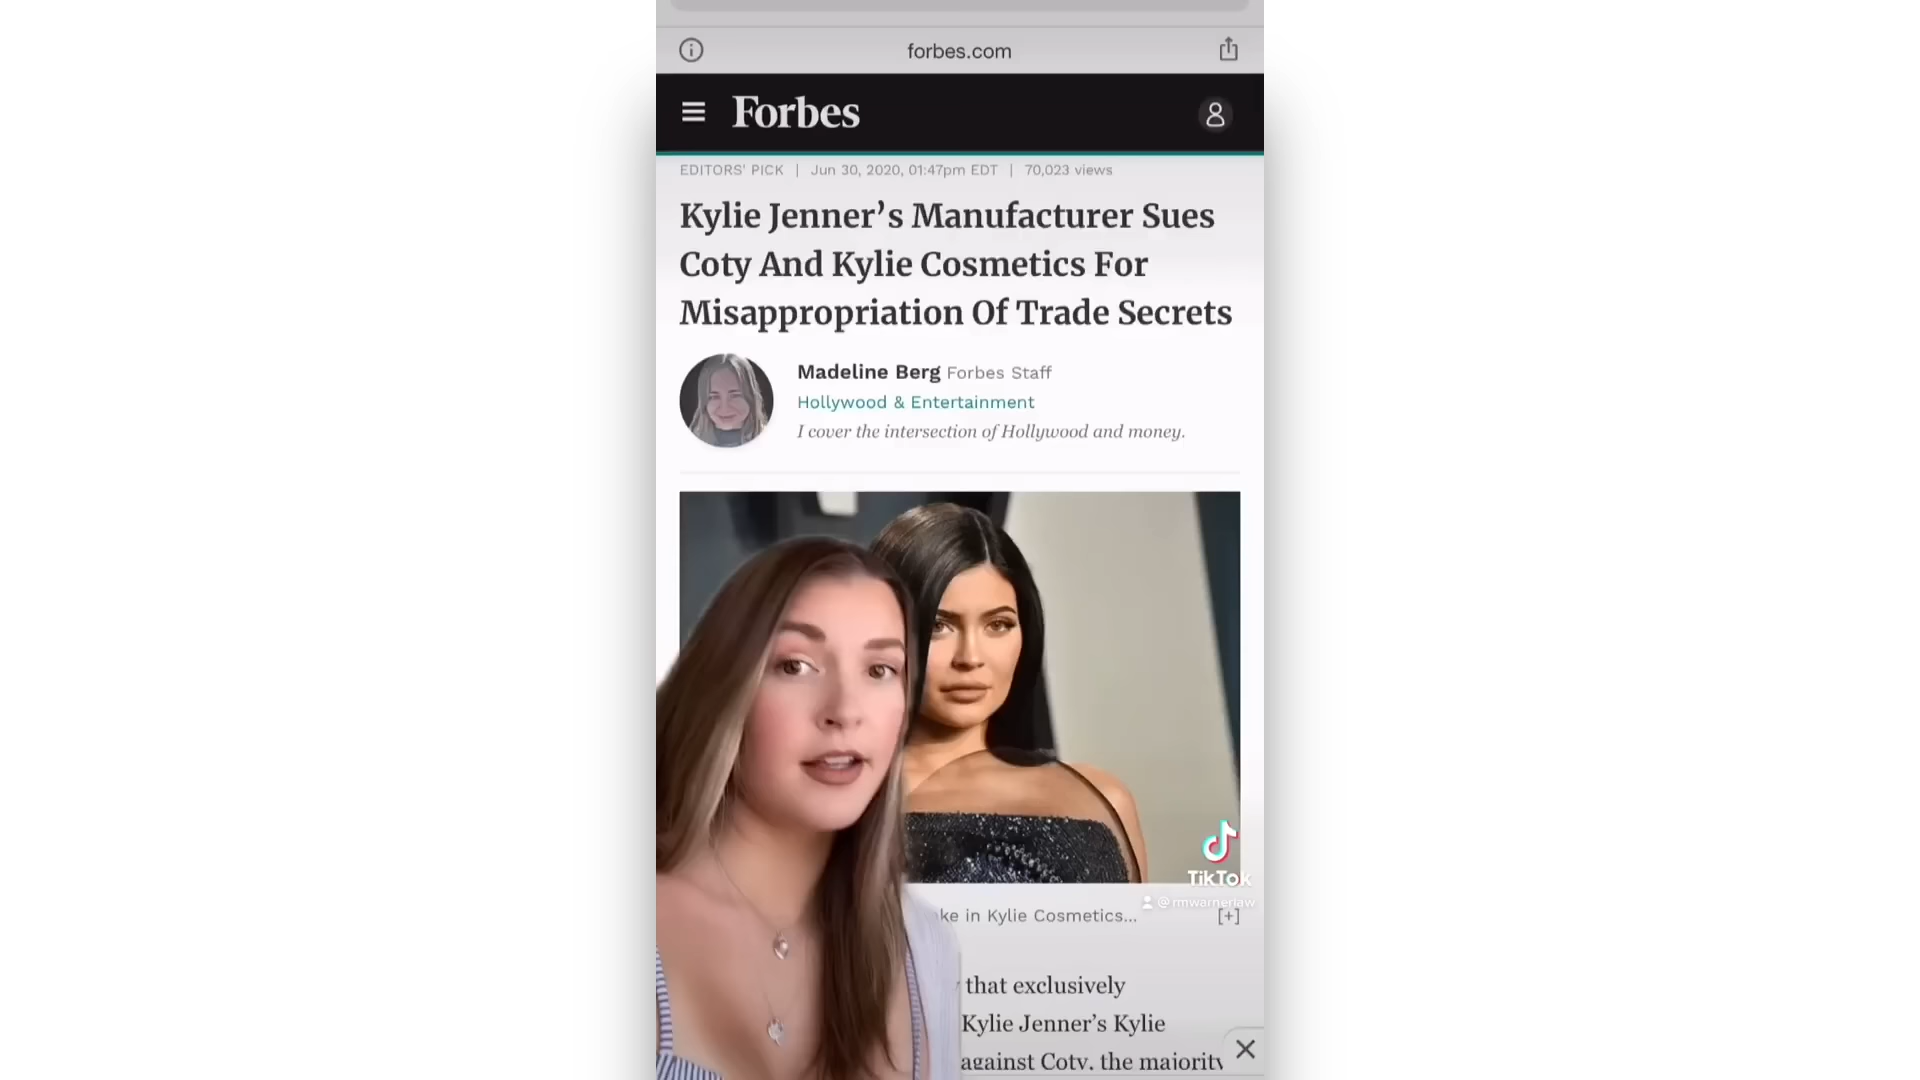 forbes.com
Forbes
EDITORS' PICK | Jun 30, 2020, 01:47pm EDT | 70,023 views
Kylie Jenner’s Manufacturer Sues
Coty And Kylie Cosmetics For
Misappropriation Of Trade Secrets
Madeline Berg Forbes Staff
Hollywood & Entertainment
I cover the intersection of Hollywood and money.
TikTok
@rmwarnerlaw
in Kylie Cosmetics... [+]
that exclusively
Kylie Jenner’s Kylie
against Coty, the majority